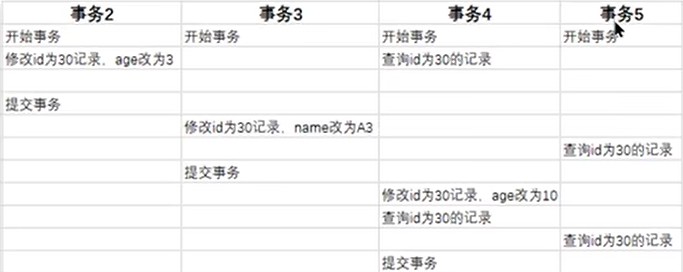 事务2 事务3 事务4 事务5
开始事务 开始事务 开始事务 开始事务
修改id为30记录，age改为3 查询id为30的记录
提交事务
修改id为30记录，name改为A3
查询id为30的记录
提交事务
修改id为30记录，age改为10
查询id为30的记录
查询id为30的记录
提交事务